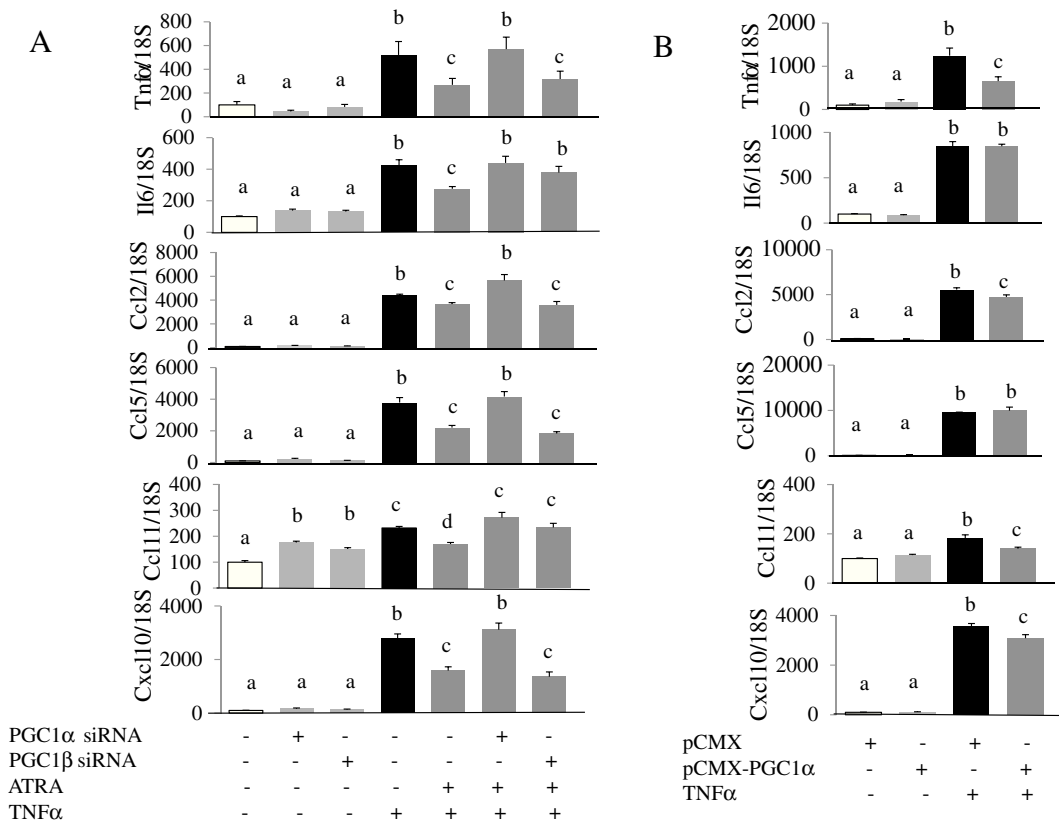 A
Tnfα/18S
800
600
400
200
0
a a a b c b c
Il6/18S
600
400
200
0
a a a b c b b
Ccl2/18S
8000
6000
4000
2000
0
a a a b c b c
Ccl5/18S
6000
4000
2000
0
a a a b c b c
Ccl11/18S
400
300
200
100
0
a b b c d c c
Cxcl10/18S
4000
2000
0
a a a b c b c
PGC1α siRNA - + - - - + -
PGC1β siRNA - - + - - - +
ATRA - - - - + + +
TNFα - - - + + + +
B
Tnfα/18S
2000
1000
0
a a b c
Il6/18S
1000
500
0
a a b b
Ccl2/18S
10000
5000
0
a a b c
Ccl5/18S
20000
10000
0
a a b b
Ccl11/18S
400
200
0
a a b c
Cxcl10/18S
4000
2000
0
a a b c
pCMX + - + -
pCMX-PGC1α - + - +
TNFα - - + +